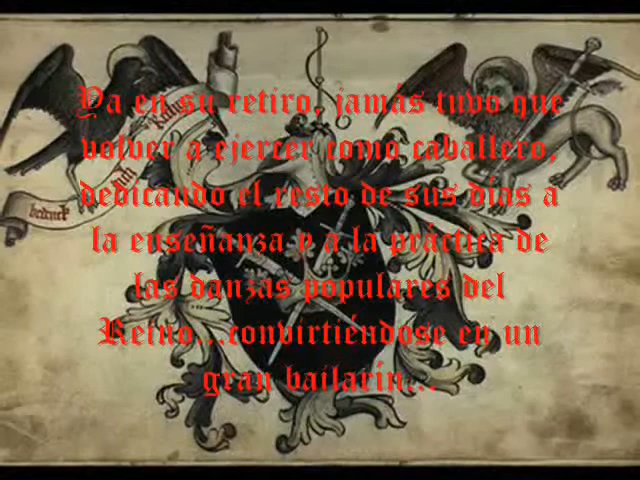 Ya en su retiro, jamás tuvo que
volver a ejercer como caballero,
dedicando el resto de sus días a
la enseñanza y a la práctica de
las danzas populares del
Reino...convirtiéndose en un
gran bailarín...